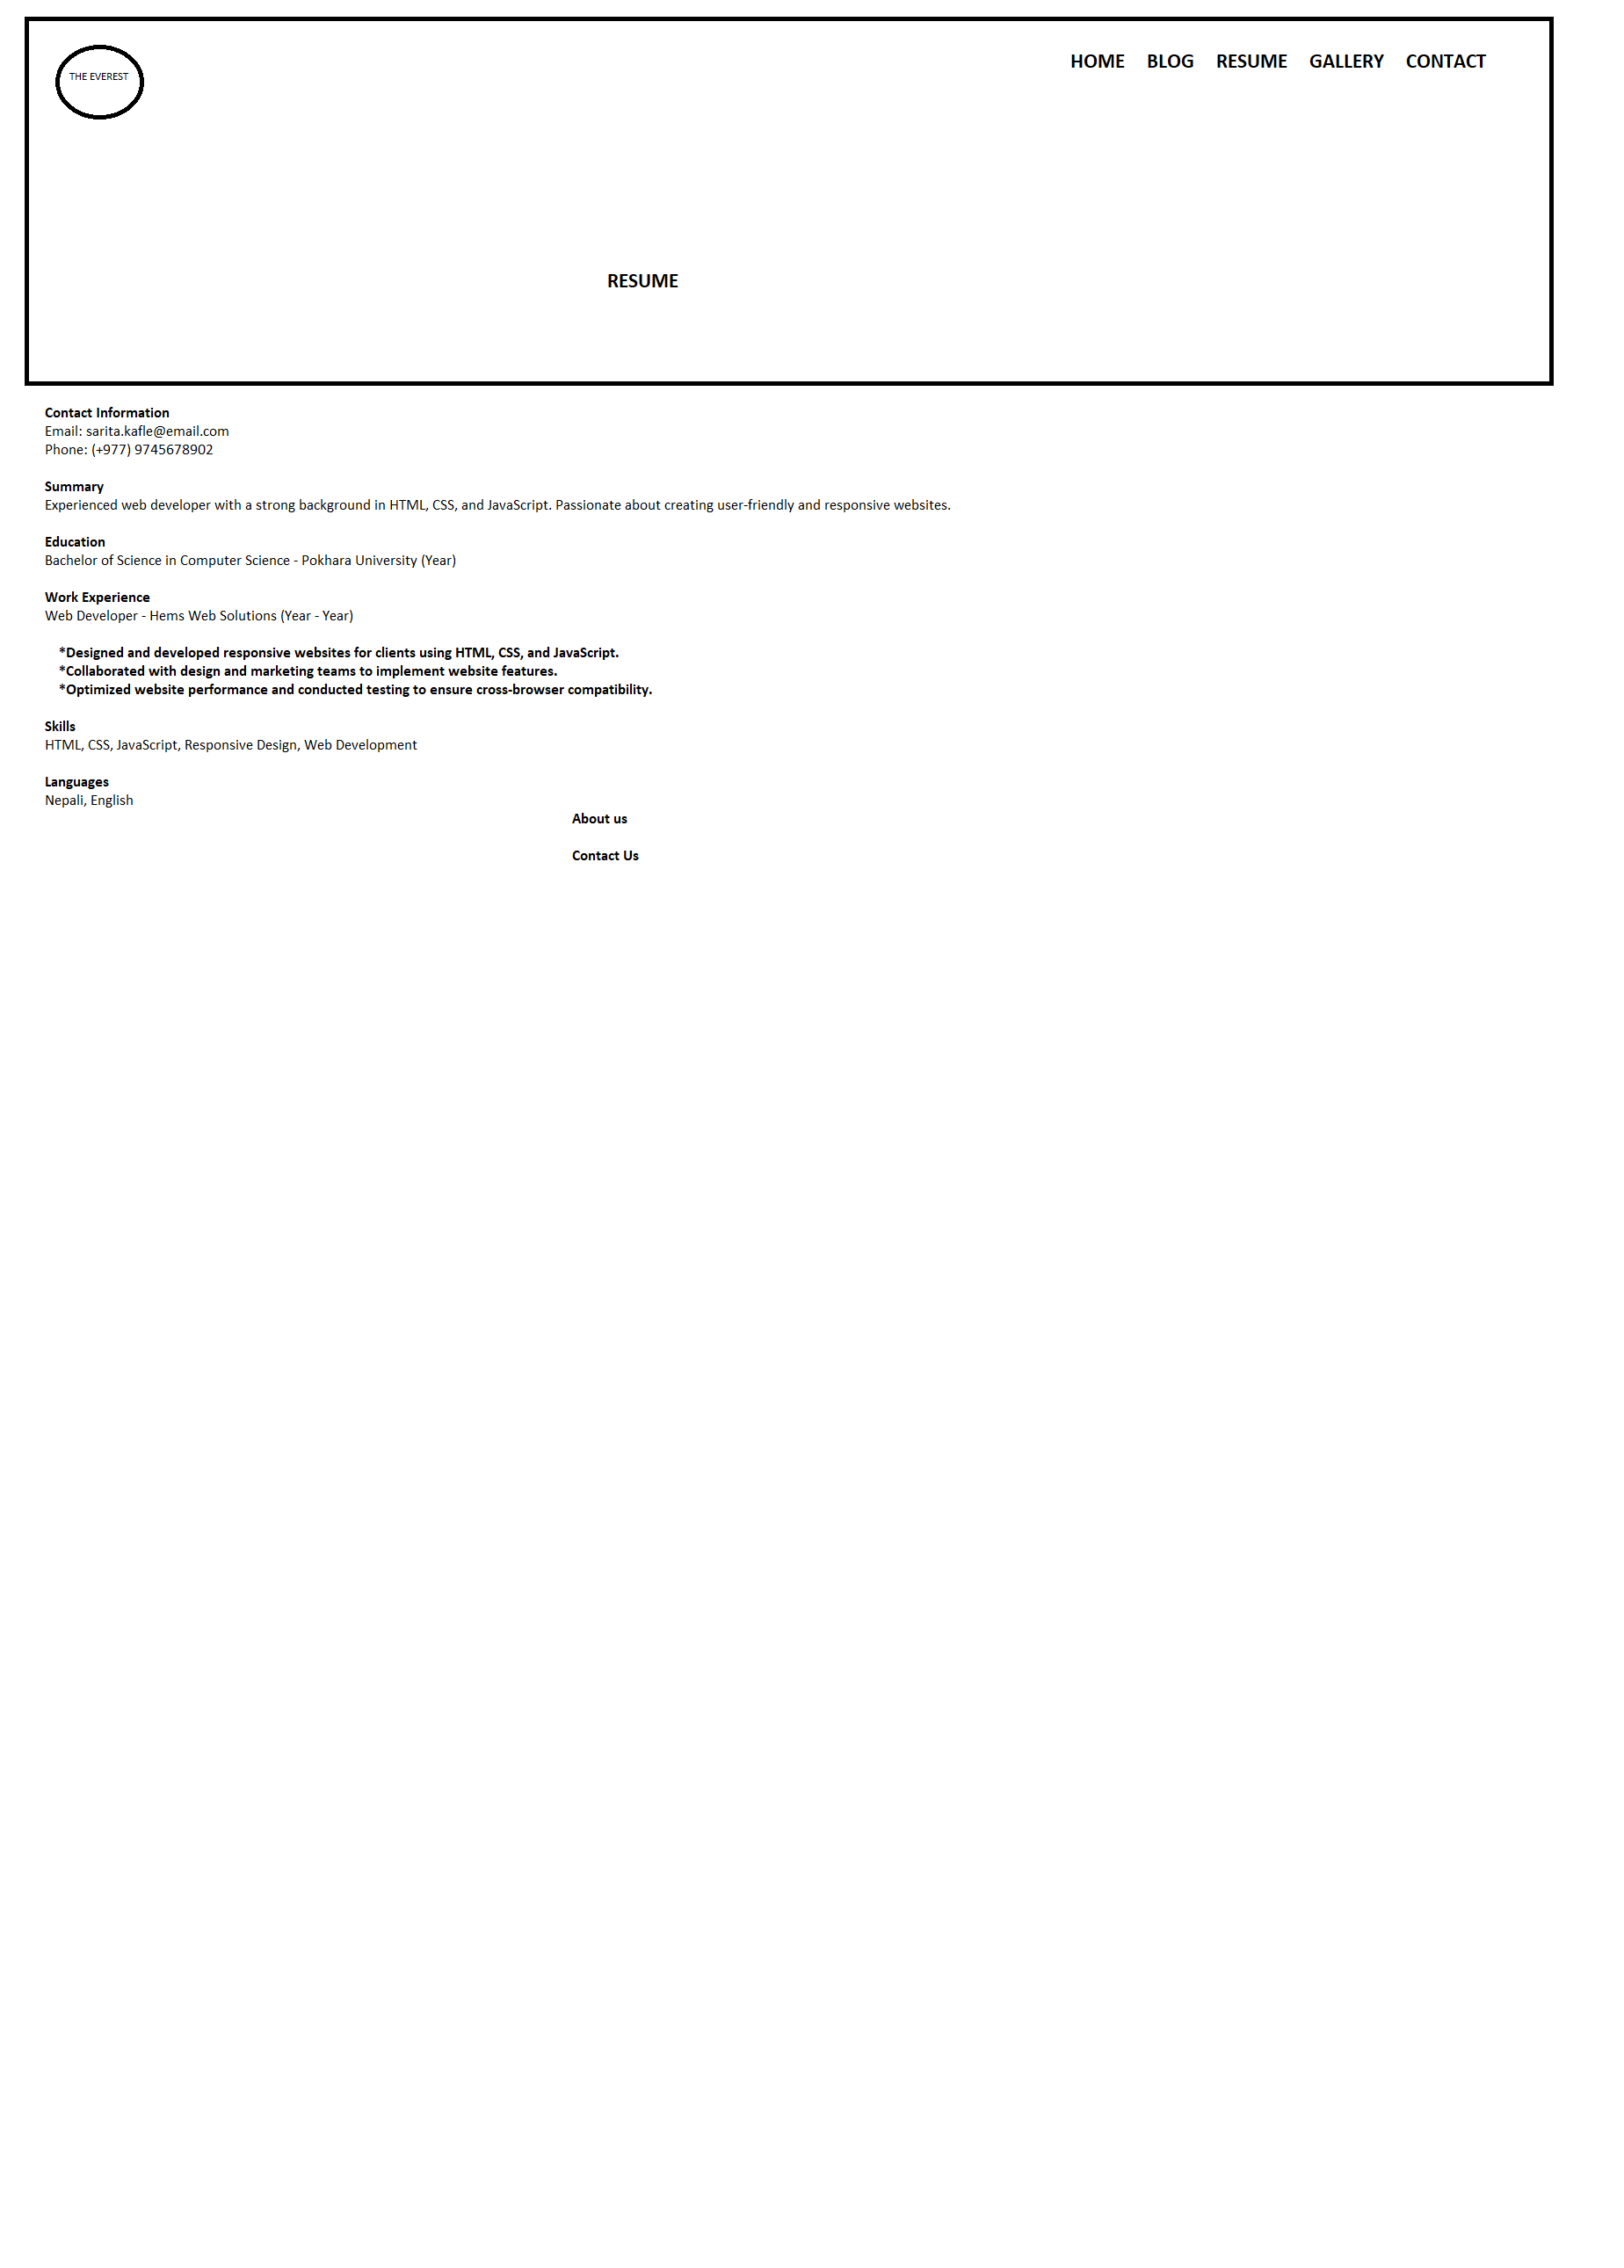 THE EVEREST
HOME BLOG RESUME GALLERY CONTACT
RESUME
Contact Information
Email: sarita.kafle@email.com
Phone: (+977) 9745678902
Summary
Experienced web developer with a strong background in HTML, CSS, and JavaScript. Passionate about creating user-friendly and responsive websites.
Education
Bachelor of Science in Computer Science - Pokhara University (Year)
Work Experience
Web Developer - Hems Web Solutions (Year - Year)
*Designed and developed responsive websites for clients using HTML, CSS, and JavaScript.
*Collaborated with design and marketing teams to implement website features.
*Optimized website performance and conducted testing to ensure cross-browser compatibility.
Skills
HTML, CSS, JavaScript, Responsive Design, Web Development
Languages
Nepali, English
About us
Contact Us